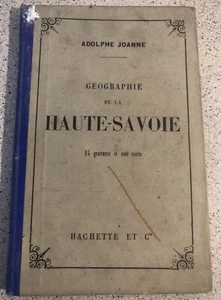 ADOLPHE JOANNE
GÉOGRAPHIE
DE LA
HAUTE-SAVOIE
15 gravures et une carte
HACHETTE ET Cie